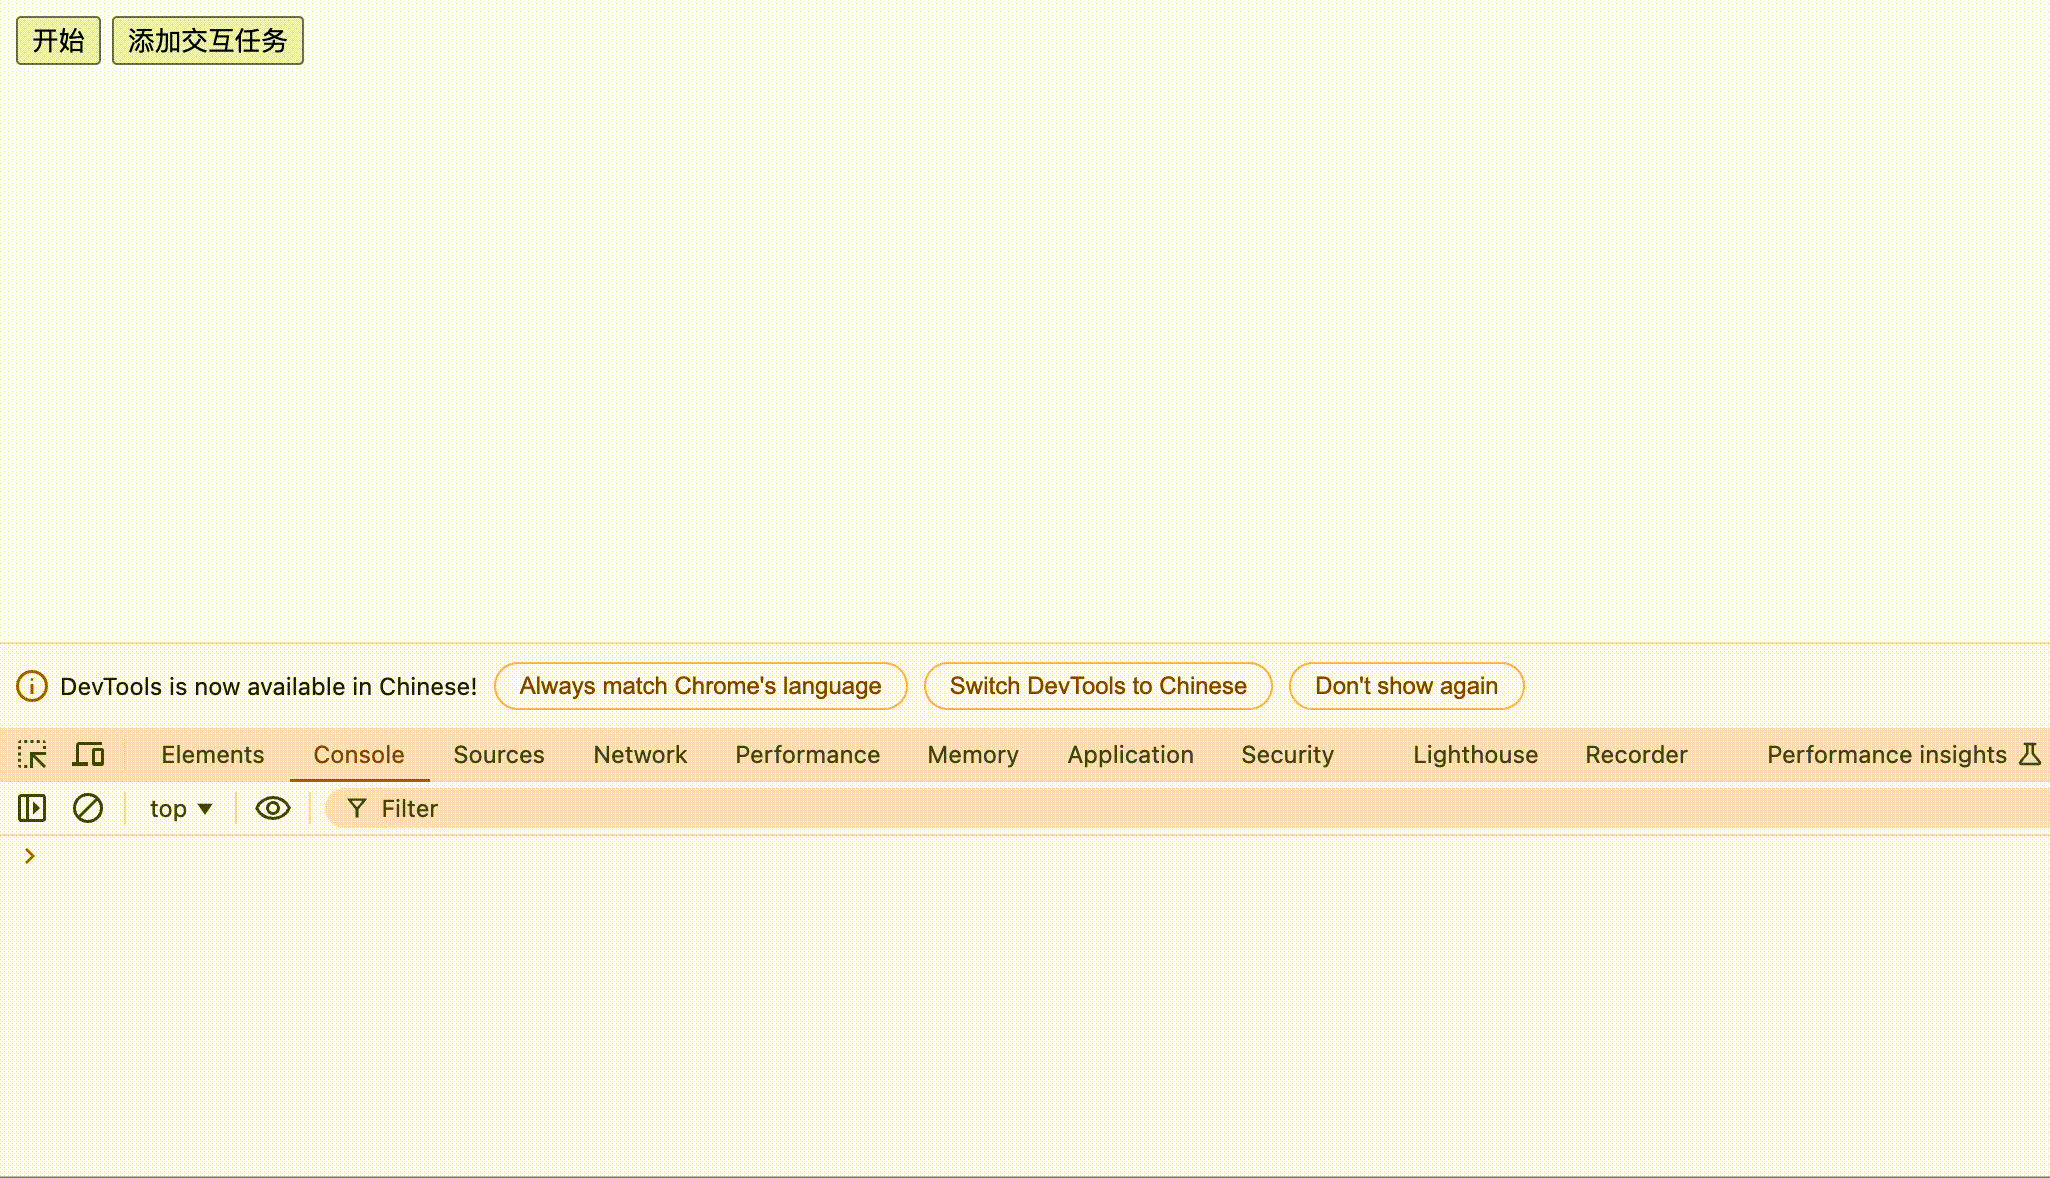 开始 添加交互任务
DevTools is now available in Chinese! Always match Chrome's language Switch DevTools to Chinese Don't show again
Elements Console Sources Network Performance Memory Application Security Lighthouse Recorder Performance insights
top Filter